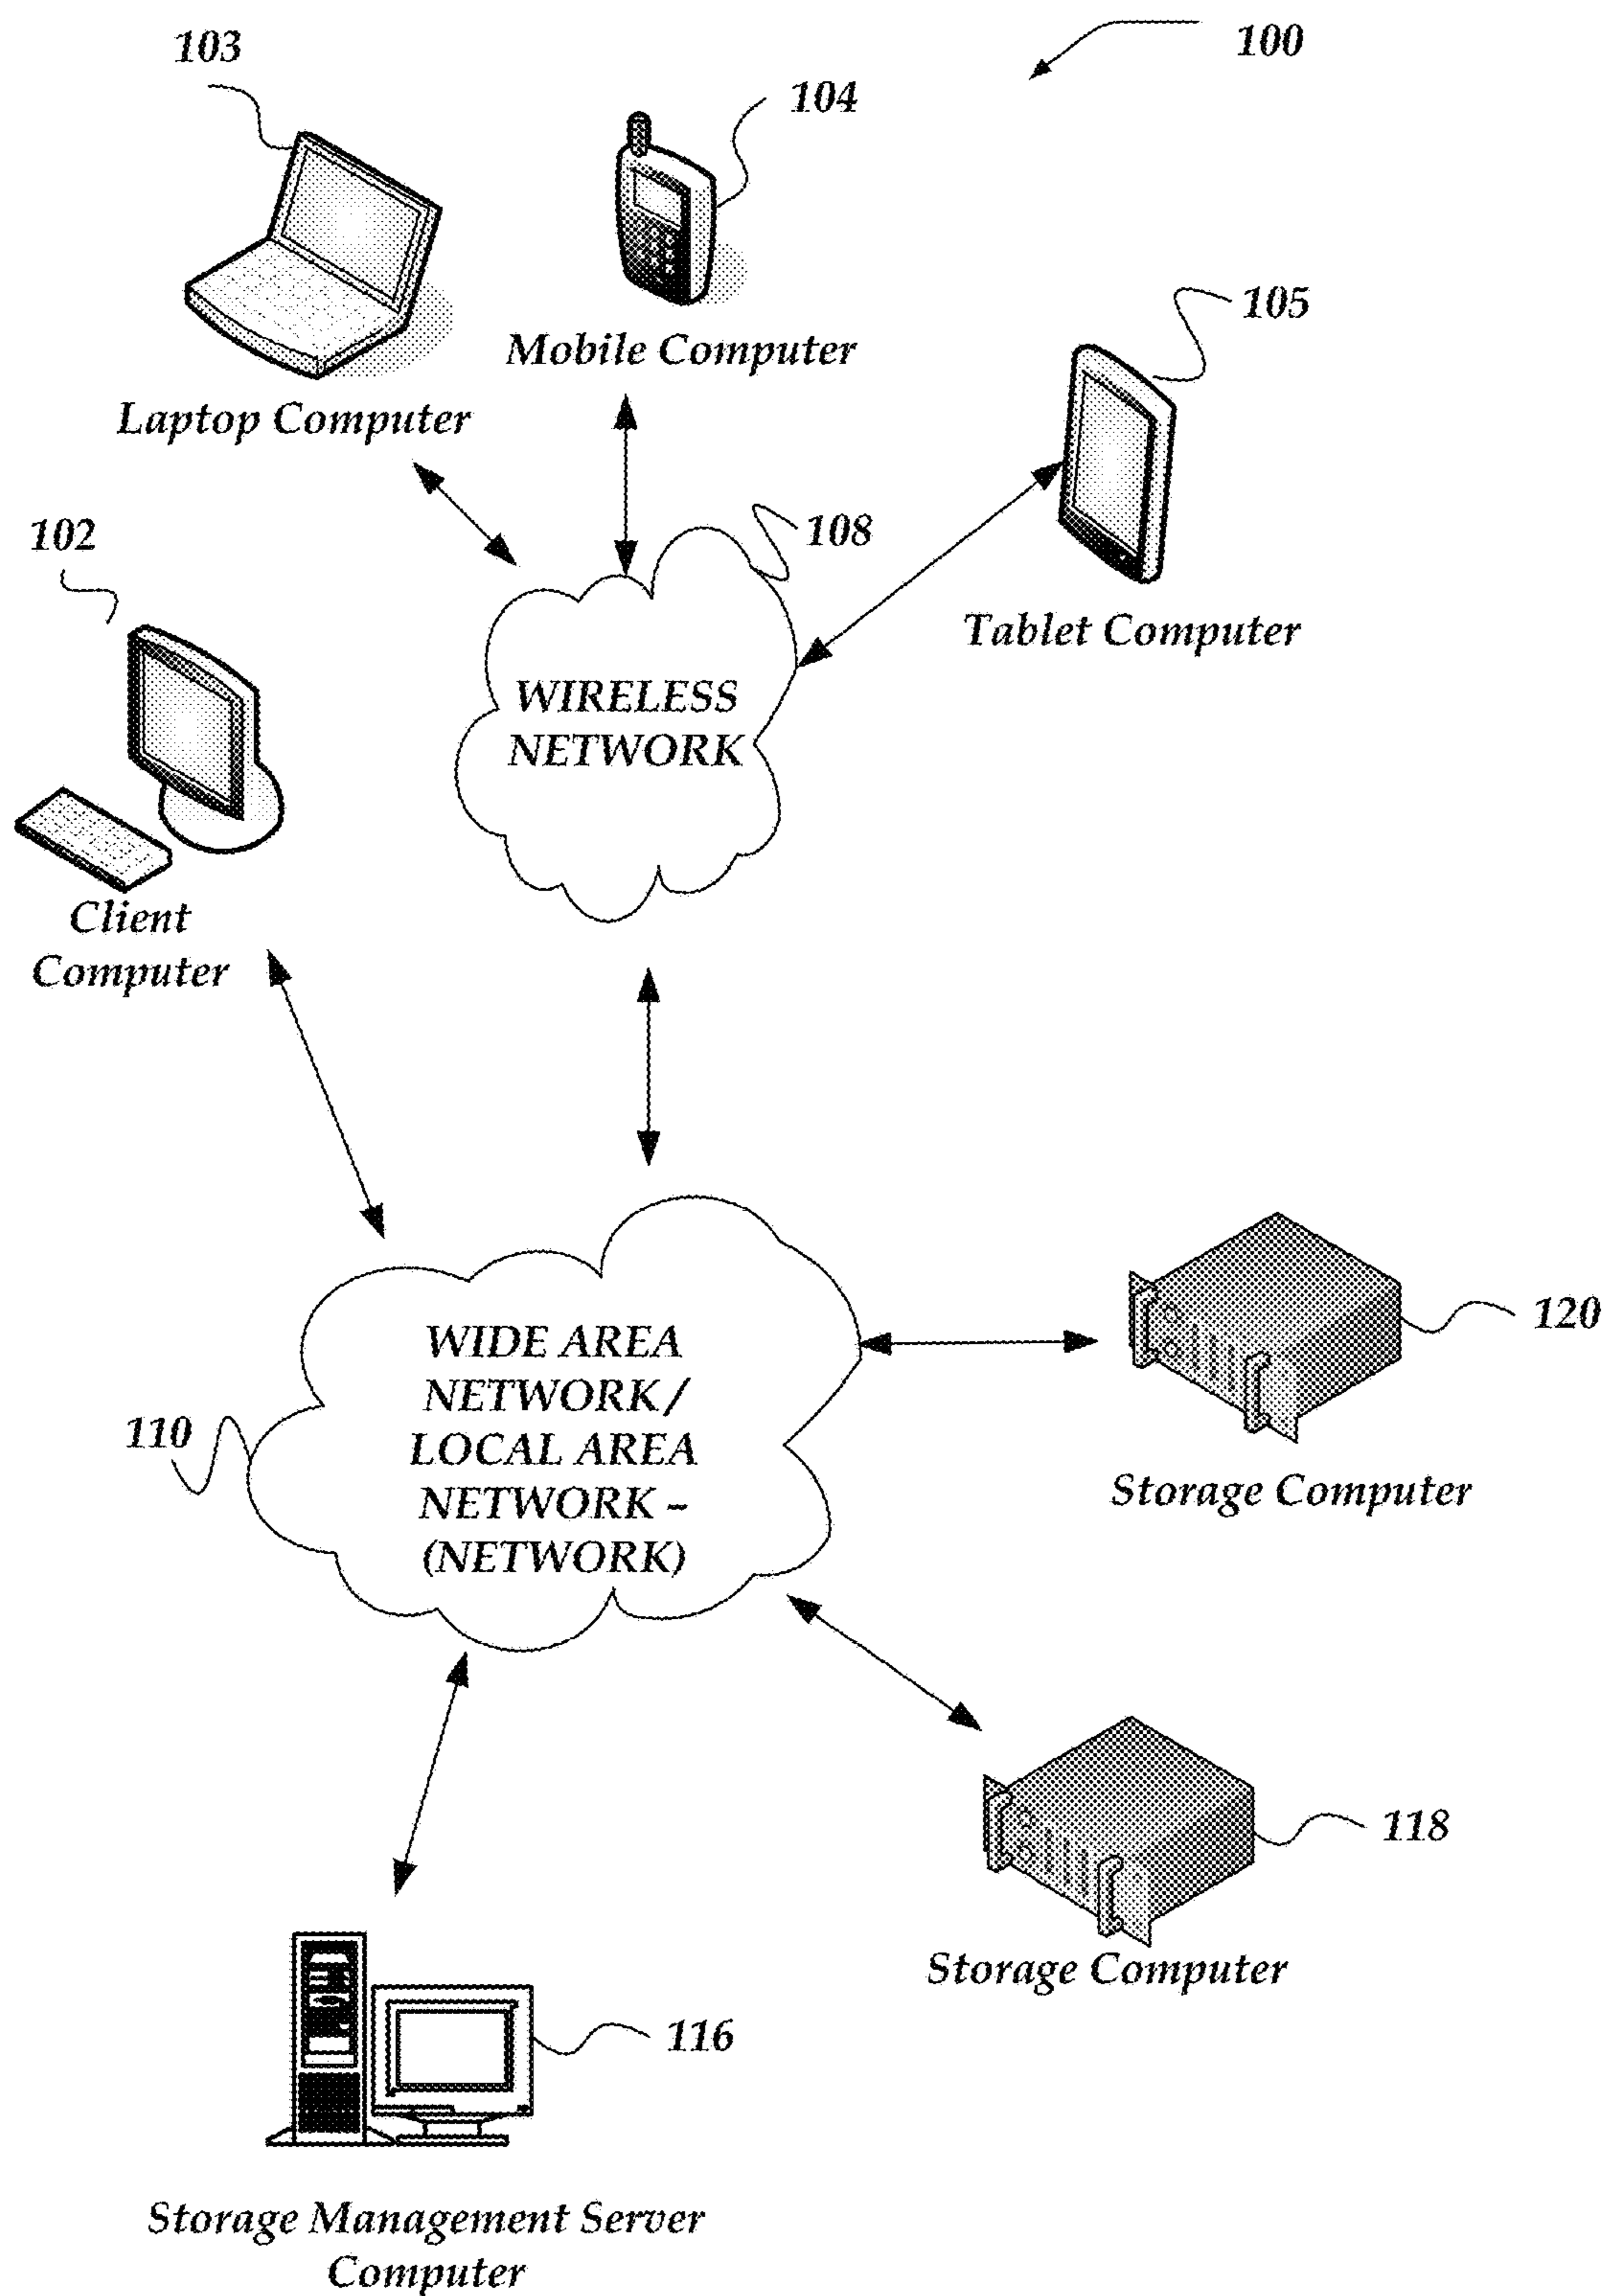 103
100
104
Mobile Computer
105
Laptop Computer
102
108
Tablet Computer
WIRELESS
NETWORK
Client
Computer
WIDE AREA
NETWORK /
LOCAL AREA
NETWORK –
(NETWORK)
110
120
Storage Computer
118
Storage Computer
116
Storage Management Server
Computer